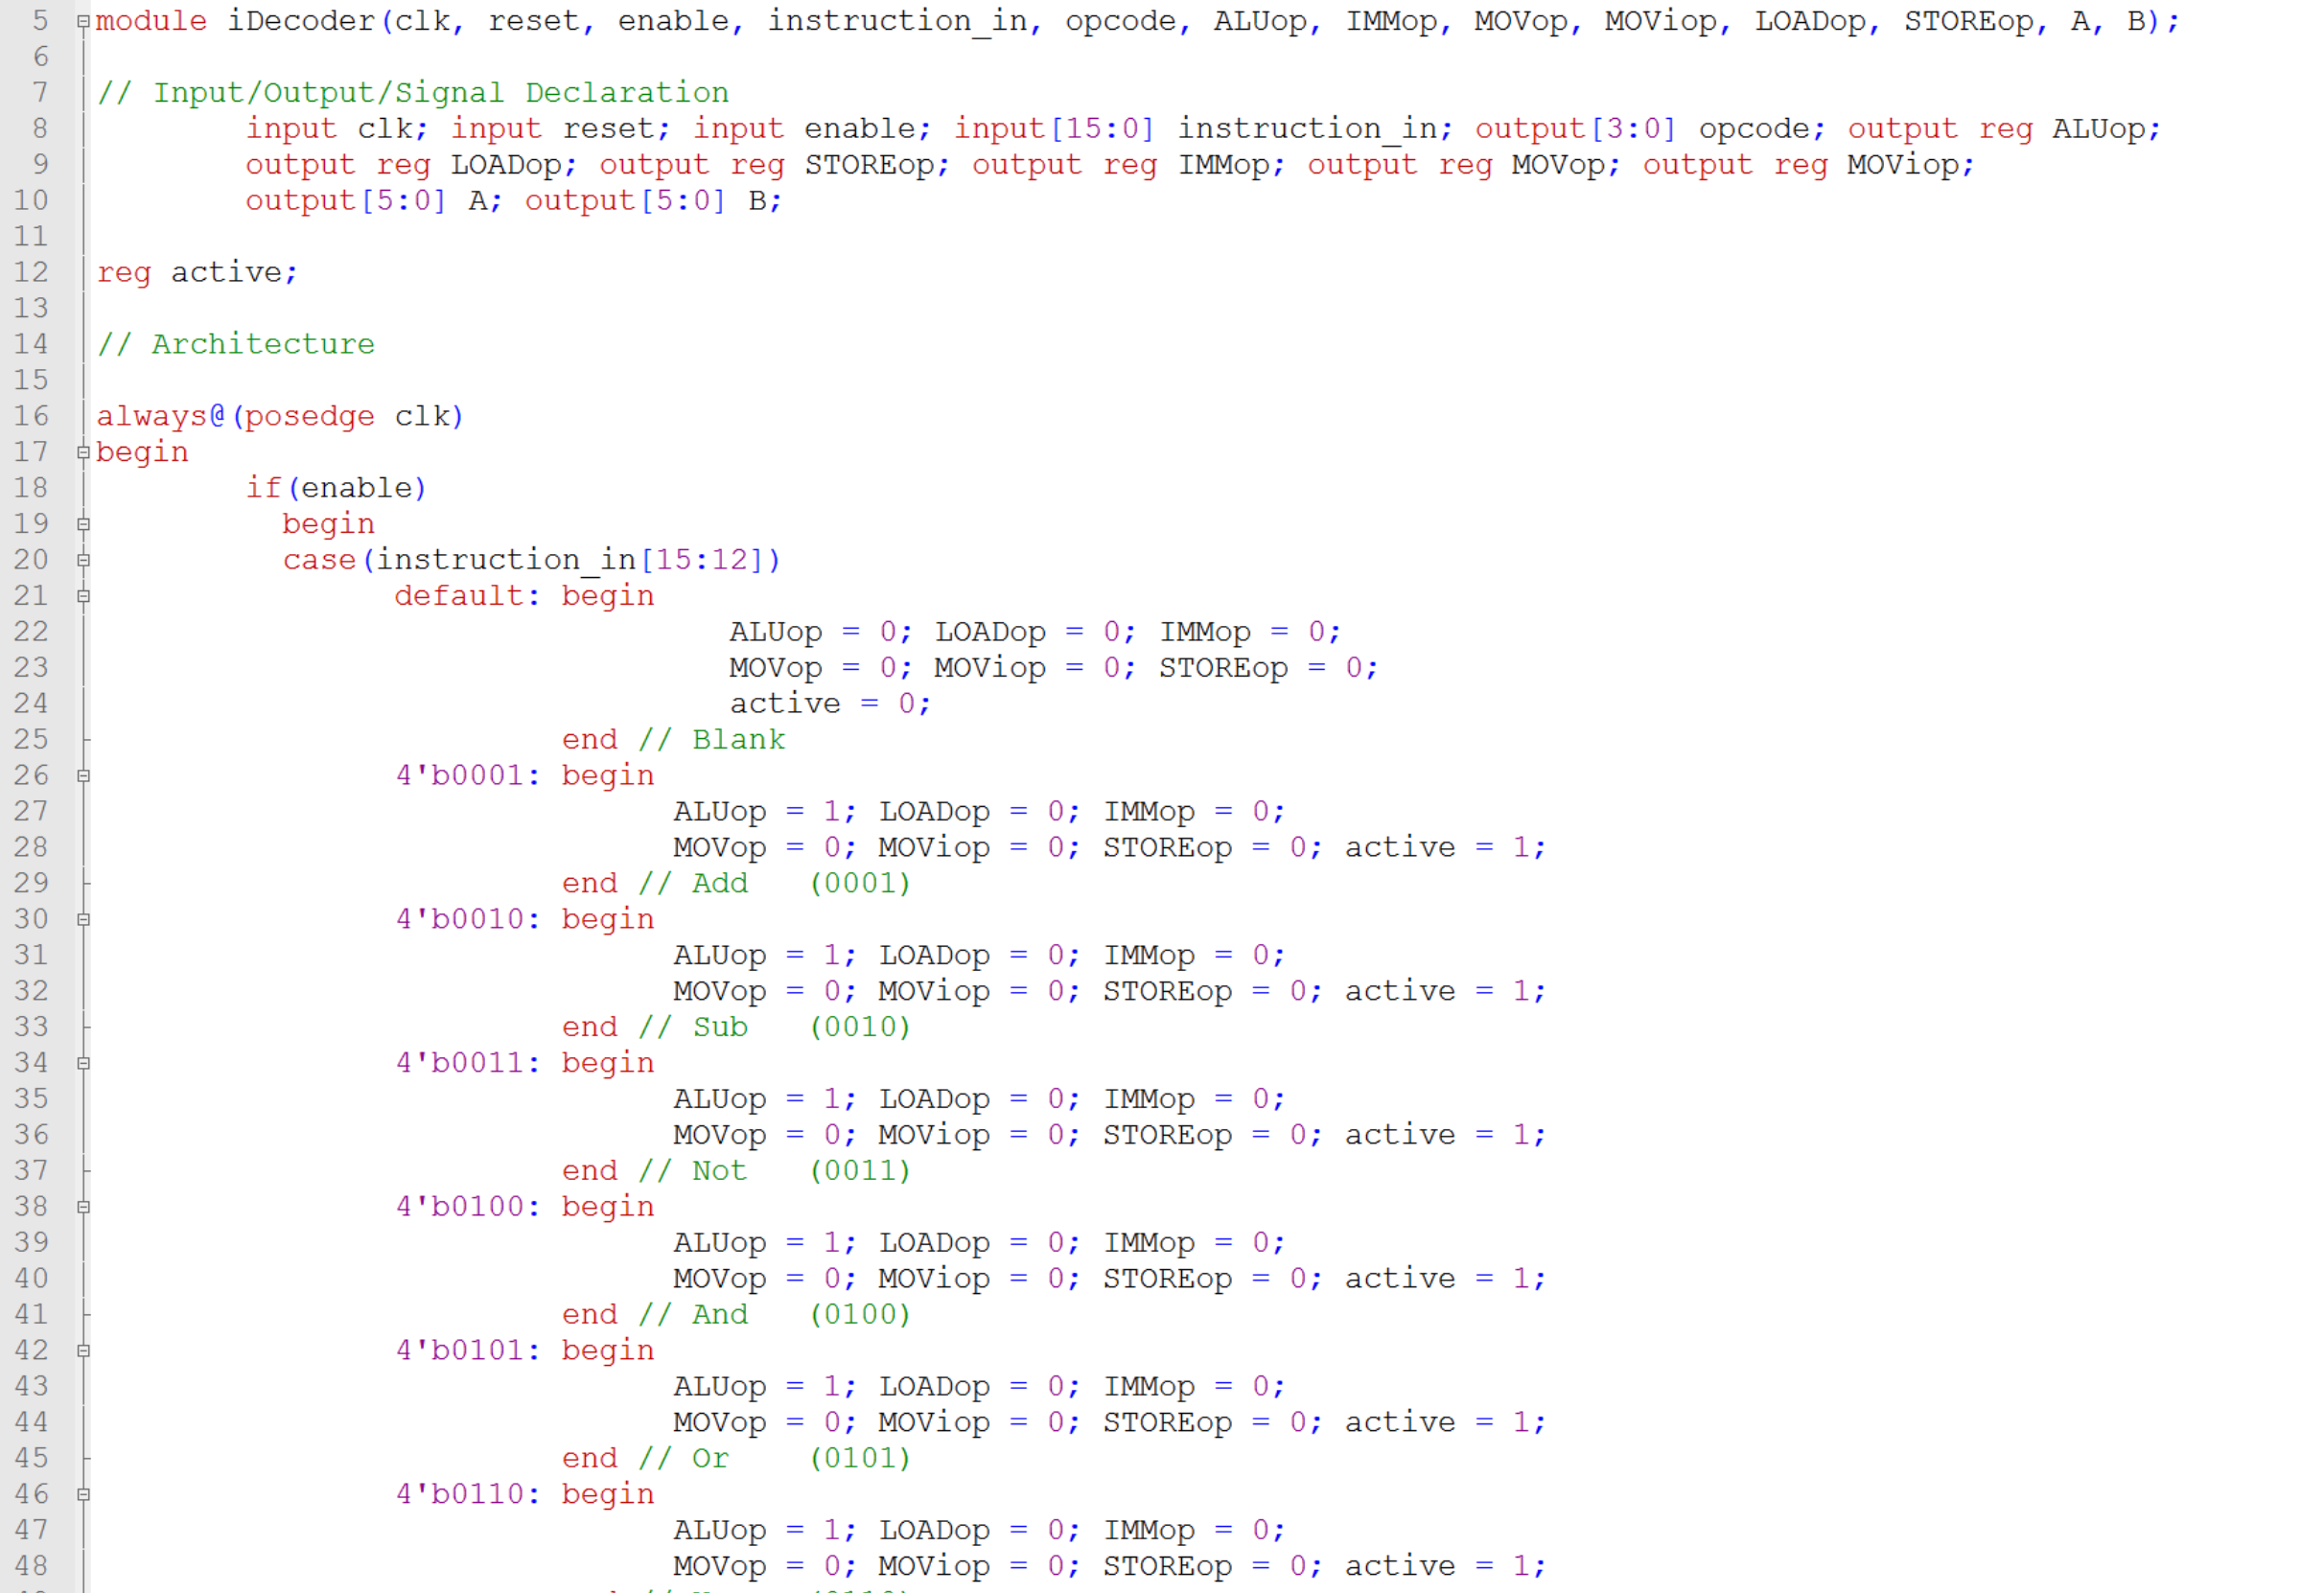 5 module iDecoder(clk, reset, enable, instruction_in, opcode, ALUop, IMMop, MOVop, MOViop, LOADop, STOREop, A, B);
6
7 // Input/Output/Signal Declaration
8 input clk; input reset; input enable; input[15:0] instruction_in; output[3:0] opcode; output reg ALUop;
9 output reg LOADop; output reg STOREop; output reg IMMop; output reg MOVop; output reg MOViop;
10 output[5:0] A; output[5:0] B;
11
12 reg active;
13
14 // Architecture
15
16 always@(posedge clk)
17 begin
18 if(enable)
19 begin
20 case(instruction_in[15:12])
21 default: begin
22 ALUop = 0; LOADop = 0; IMMop = 0;
23 MOVop = 0; MOViop = 0; STOREop = 0;
24 active = 0;
25 end // Blank
26 4'b0001: begin
27 ALUop = 1; LOADop = 0; IMMop = 0;
28 MOVop = 0; MOViop = 0; STOREop = 0; active = 1;
29 end // Add (0001)
30 4'b0010: begin
31 ALUop = 1; LOADop = 0; IMMop = 0;
32 MOVop = 0; MOViop = 0; STOREop = 0; active = 1;
33 end // Sub (0010)
34 4'b0011: begin
35 ALUop = 1; LOADop = 0; IMMop = 0;
36 MOVop = 0; MOViop = 0; STOREop = 0; active = 1;
37 end // Not (0011)
38 4'b0100: begin
39 ALUop = 1; LOADop = 0; IMMop = 0;
40 MOVop = 0; MOViop = 0; STOREop = 0; active = 1;
41 end // And (0100)
42 4'b0101: begin
43 ALUop = 1; LOADop = 0; IMMop = 0;
44 MOVop = 0; MOViop = 0; STOREop = 0; active = 1;
45 end // Or (0101)
46 4'b0110: begin
47 ALUop = 1; LOADop = 0; IMMop = 0;
48 MOVop = 0; MOViop = 0; STOREop = 0; active = 1;